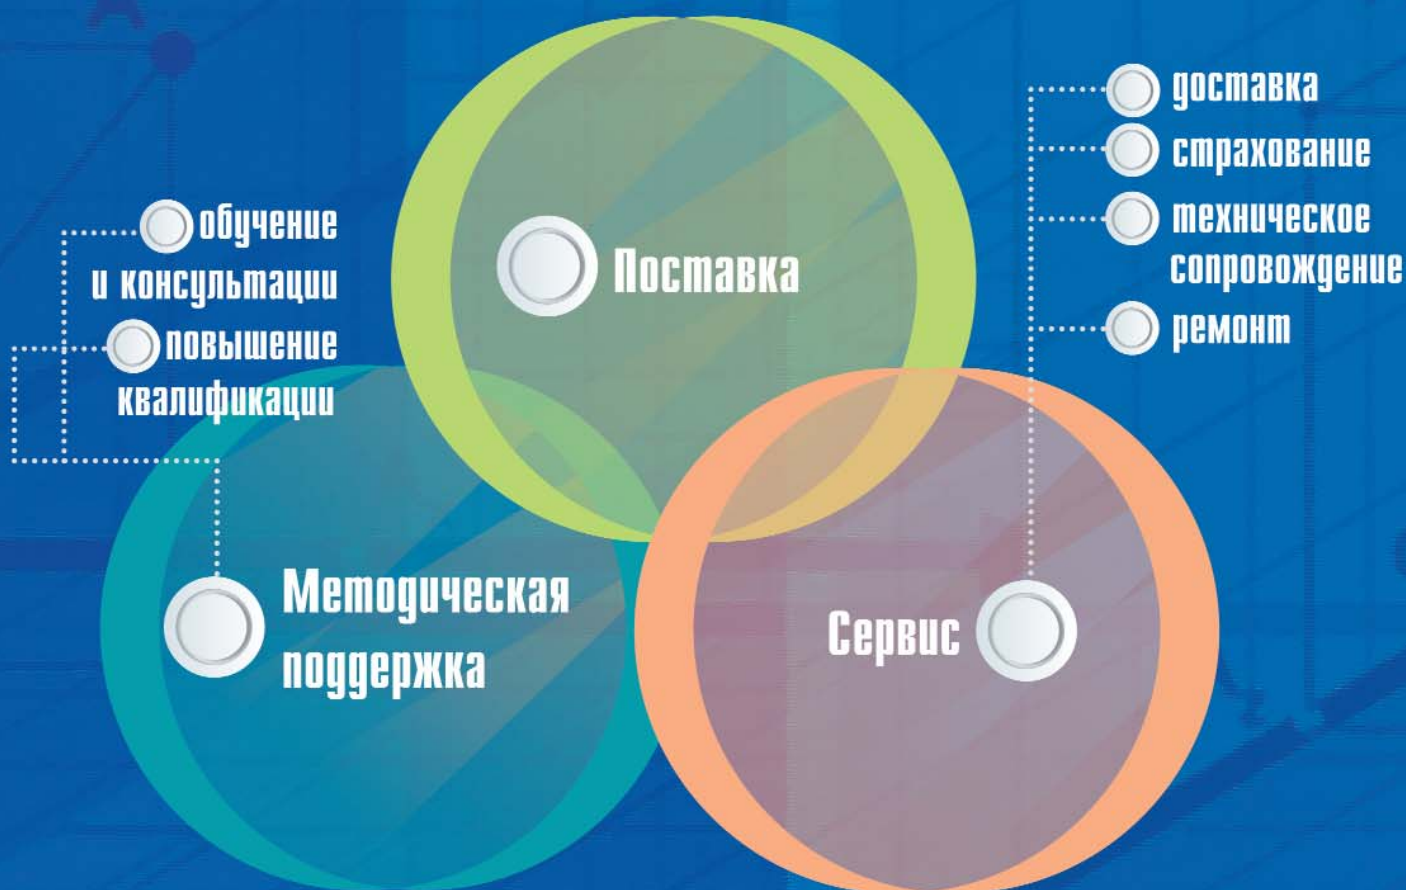 обучение
и консультации
повышение
квалификации
Поставка
доставка
страхование
техническое
сопровождение
ремонт
Методическая
поддержка
Сервис